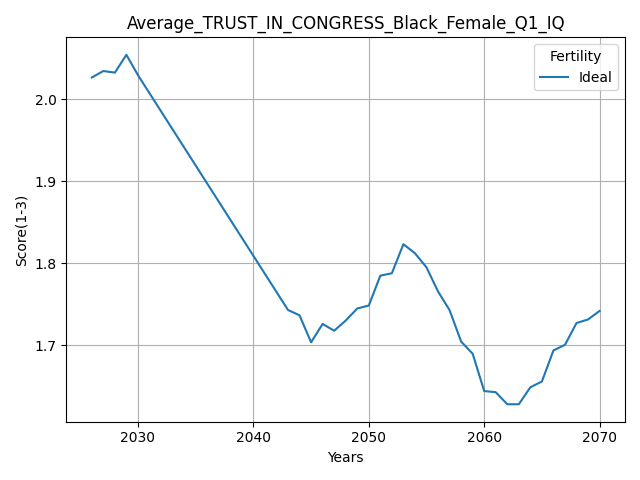 Average_TRUST_IN_CONGRESS_Black_Female_Q1_IQ
Fertility
Ideal
Score(1-3)
2.0
1.9
1.8
1.7
2030 2040 2050 2060 2070
Years